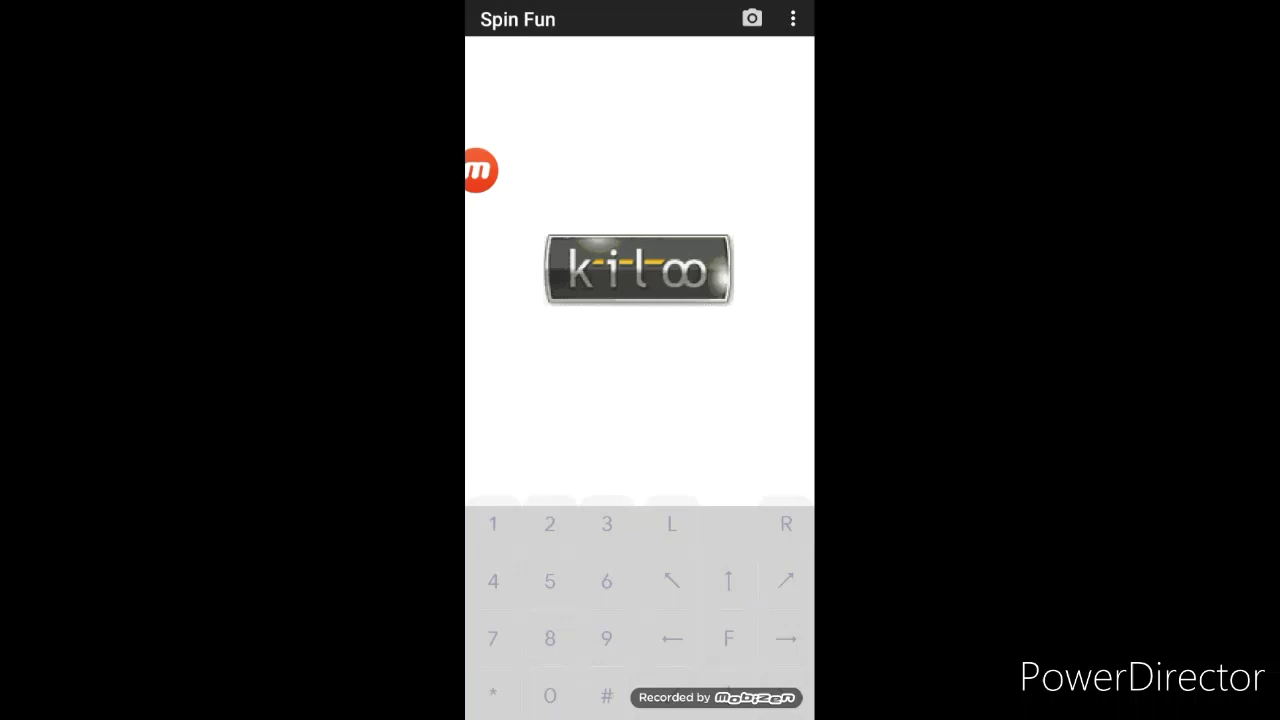 Spin Fun
m
kiloo
1 2 3 L R
4 5 6 ↖ ↑ ↗
7 8 9 ← F →
* 0 #
Recorded by mobizen
PowerDirector